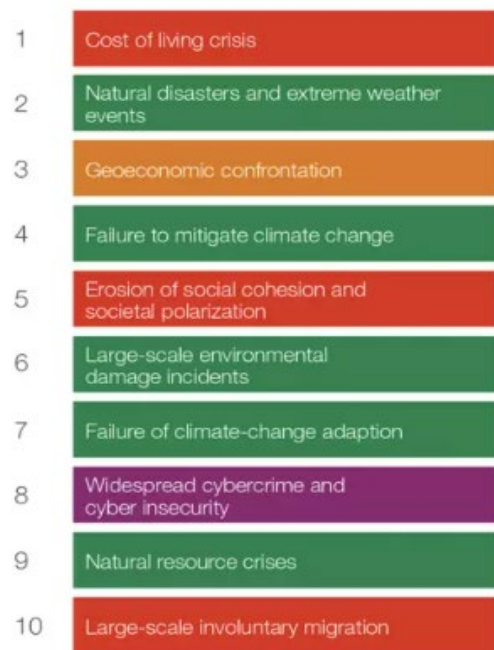 1 Cost of living crisis
2 Natural disasters and extreme weather
events
3 Geoeconomic confrontation
4 Failure to mitigate climate change
5 Erosion of social cohesion and
societal polarization
6 Large-scale environmental
damage incidents
7 Failure of climate-change adaption
8 Widespread cybercrime and
cyber insecurity
9 Natural resource crises
10 Large-scale involuntary migration